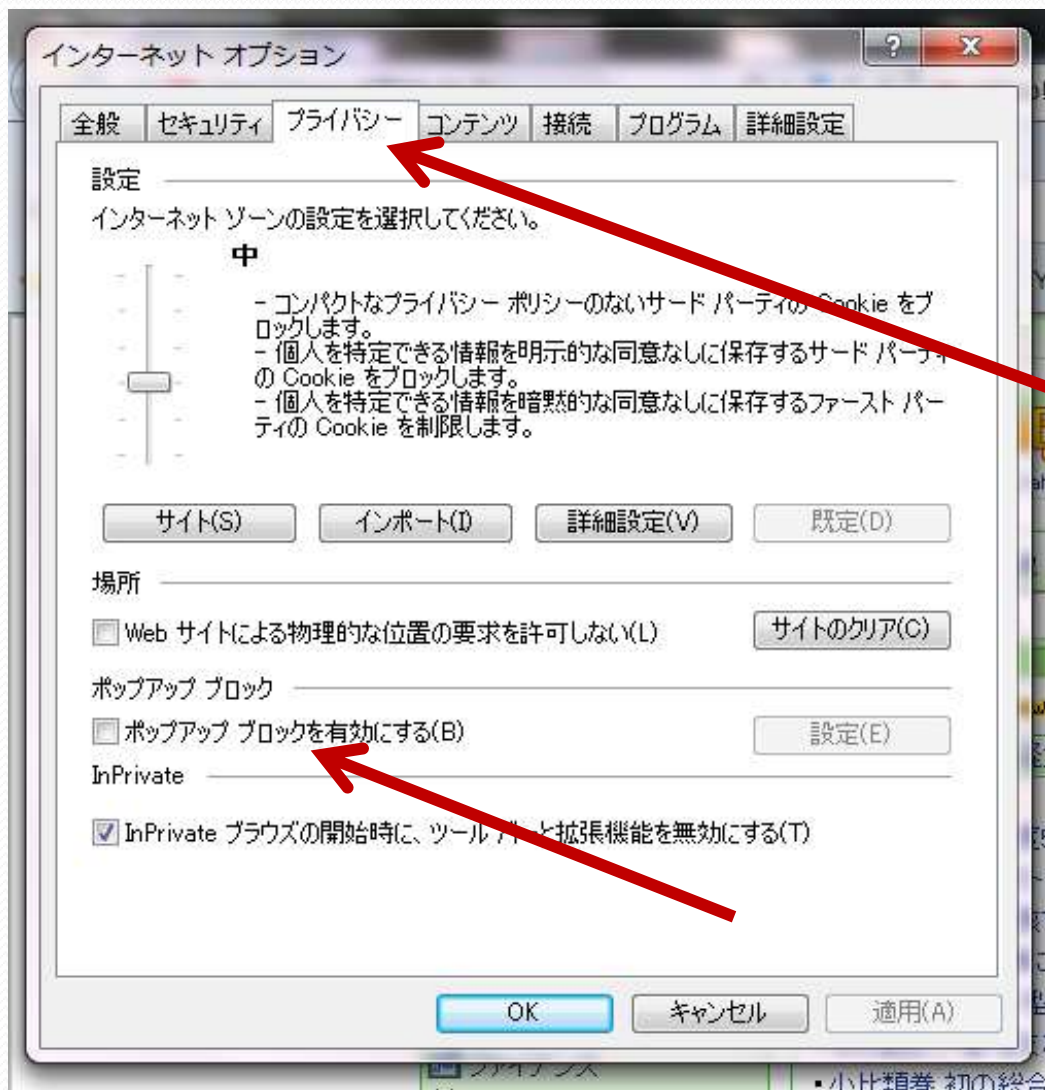 インターネット オプション
?
全般 セキュリティ プライバシー コンテンツ 接続 プログラム 詳細設定
設定
インターネット ゾーンの設定を選択してください。
中
- コンパクトなプライバシー ポリシーのないサード パーティの Cookie をブ
ロックします。
- 個人を特定できる情報を明示的な同意なしに保存するサード パーティ
の Cookie をブロックします。
- 個人を特定できる情報を暗黙的な同意なしに保存するファースト パー
ティの Cookie を制限します。
サイト(S) インポート(I) 詳細設定(V) 既定(D)
場所
Web サイトによる物理的な位置の要求を許可しない(L) サイトのクリア(C)
ポップアップ ブロック
ポップアップ ブロックを有効にする(B) 設定(E)
InPrivate
InPrivate ブラウズの開始時に、ツール バーと拡張機能を無効にする(T)
OK キャンセル 適用(A)
ファイナンス
・小比類巻 初の総合